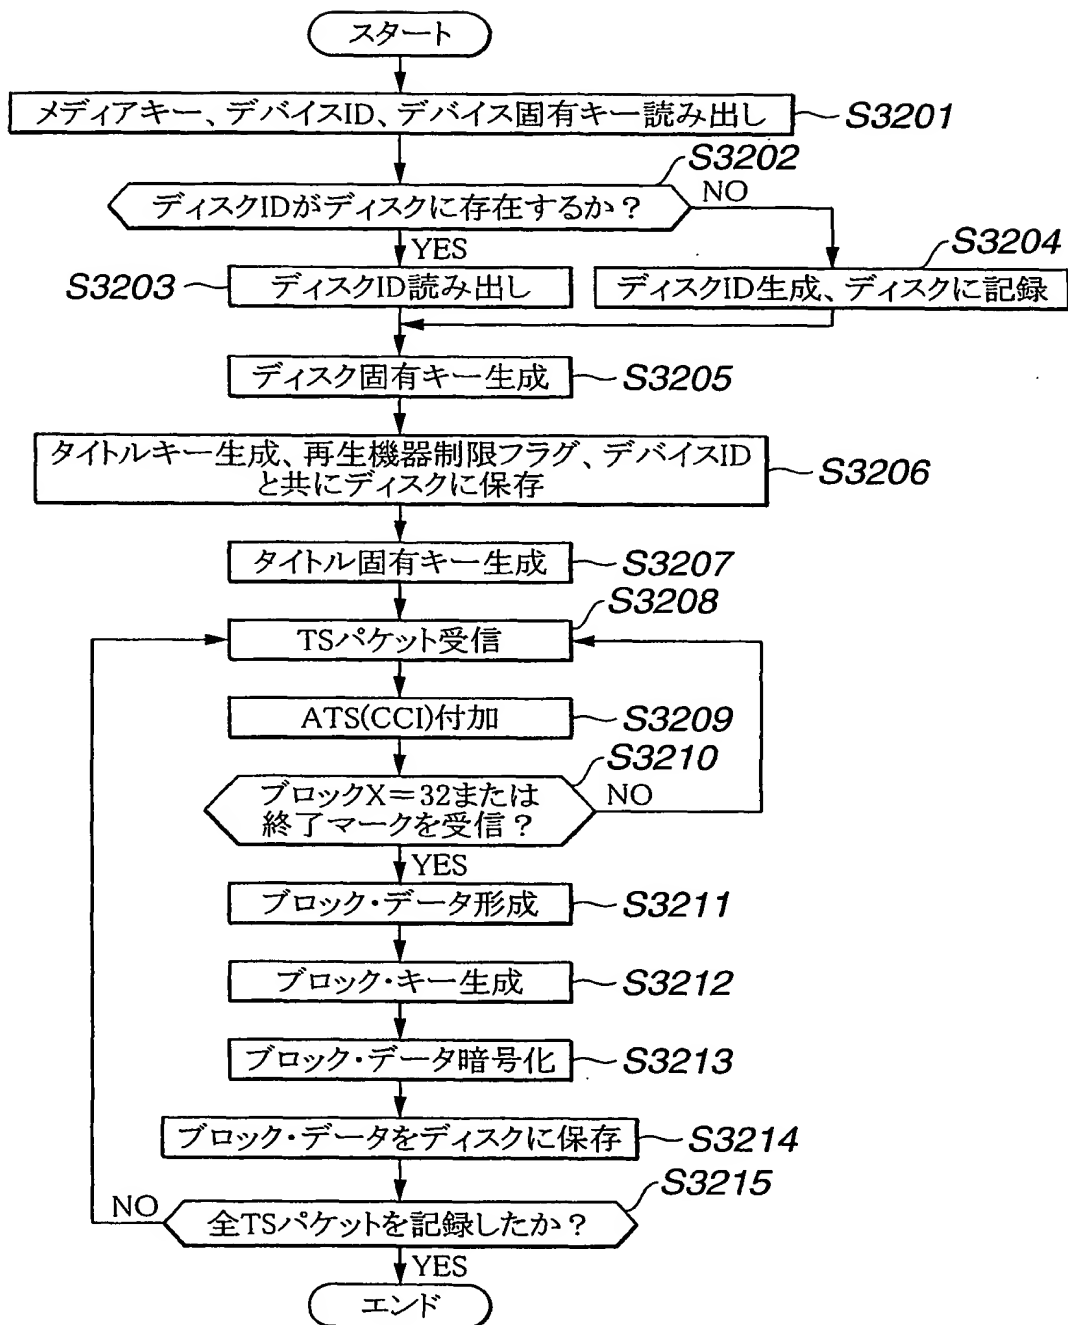 スタート
メディアキー、デバイスID、デバイス固有キー読み出し
S3201
S3202
ディスクIDがディスクに存在するか?
NO
YES
S3203
ディスクID読み出し
S3204
ディスクID生成、ディスクに記録
ディスク固有キー生成
S3205
タイトルキー生成、再生機器制限フラグ、デバイスID
と共にディスクに保存
S3206
タイトル固有キー生成
S3207
S3208
TSパケット受信
ATS(CCI)付加
S3209
S3210
ブロックX=32または
終了マークを受信?
NO
YES
ブロック・データ形成
S3211
ブロック・キー生成
S3212
ブロック・データ暗号化
S3213
ブロック・データをディスクに保存
S3214
S3215
NO
全TSパケットを記録したか?
YES
エンド